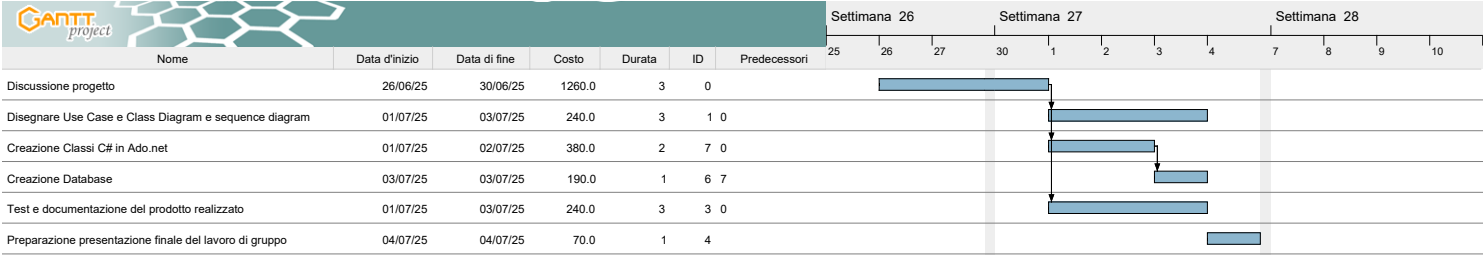 GANTT project
Settimana 26 Settimana 27 Settimana 28
25 26 27 30 1 2 3 4 7 8 9 10
Nome Data d'inizio Data di fine Costo Durata ID Predecessori
Discussione progetto 26/06/25 30/06/25 1260.0 3 0
Disegnare Use Case e Class Diagram e sequence diagram 01/07/25 03/07/25 240.0 3 1 0
Creazione Classi C# in Ado.net 01/07/25 02/07/25 380.0 2 7 0
Creazione Database 03/07/25 03/07/25 190.0 1 6 7
Test e documentazione del prodotto realizzato 01/07/25 03/07/25 240.0 3 3 0
Preparazione presentazione finale del lavoro di gruppo 04/07/25 04/07/25 70.0 1 4